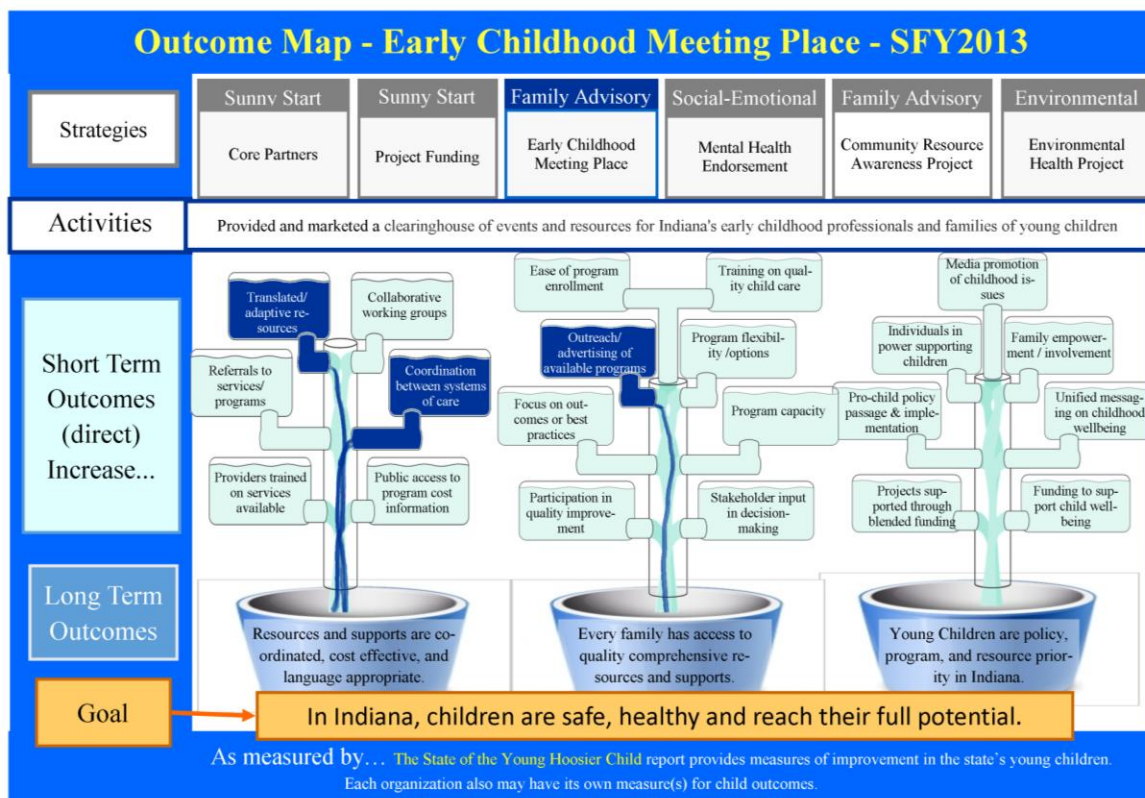 Outcome Map - Early Childhood Meeting Place - SFY2013
Strategies
Sunnv Start
Core Partners
Sunny Start
Project Funding
Family Advisory
Early Childhood
Meeting Place
Social-Emotional
Mental Health
Endorsement
Family Advisory
Community Resource
Awareness Project
Environmental
Environmental
Health Project
Activities
Provided and marketed a clearinghouse of events and resources for Indiana's early childhood professionals and families of young children
Short Term
Outcomes
(direct)
Increase...
Translated/
adaptive re-
sources
Collaborative
working groups
Referrals to
services/
programs
Coordination
between systems
of care
Providers trained
on services
available
Public access to
program cost
information
Ease of program
enrollment
Training on qual-
ity child care
Outreach/
advertising of
available programs
Program flexibil-
ity /options
Focus on out-
comes or best
practices
Program capacity
Participation in
quality improve-
ment
Stakeholder input
in decision-
making
Media promotion
of childhood is-
sues
Individuals in
power supporting
children
Family empower-
ment / involvement
Pro-child policy
passage & imple-
mentation
Unified messag-
ing on childhood
wellbeing
Projects sup-
ported through
blended funding
Funding to sup-
port child well-
being
Long Term
Outcomes
Resources and supports are co-
ordinated, cost effective, and
language appropriate.
Every family has access to
quality comprehensive re-
sources and supports.
Young Children are policy,
program, and resource prior-
ity in Indiana.
Goal
In Indiana, children are safe, healthy and reach their full potential.
As measured by… The State of the Young Hoosier Child report provides measures of improvement in the state’s young children.
Each organization also may have its own measure(s) for child outcomes.